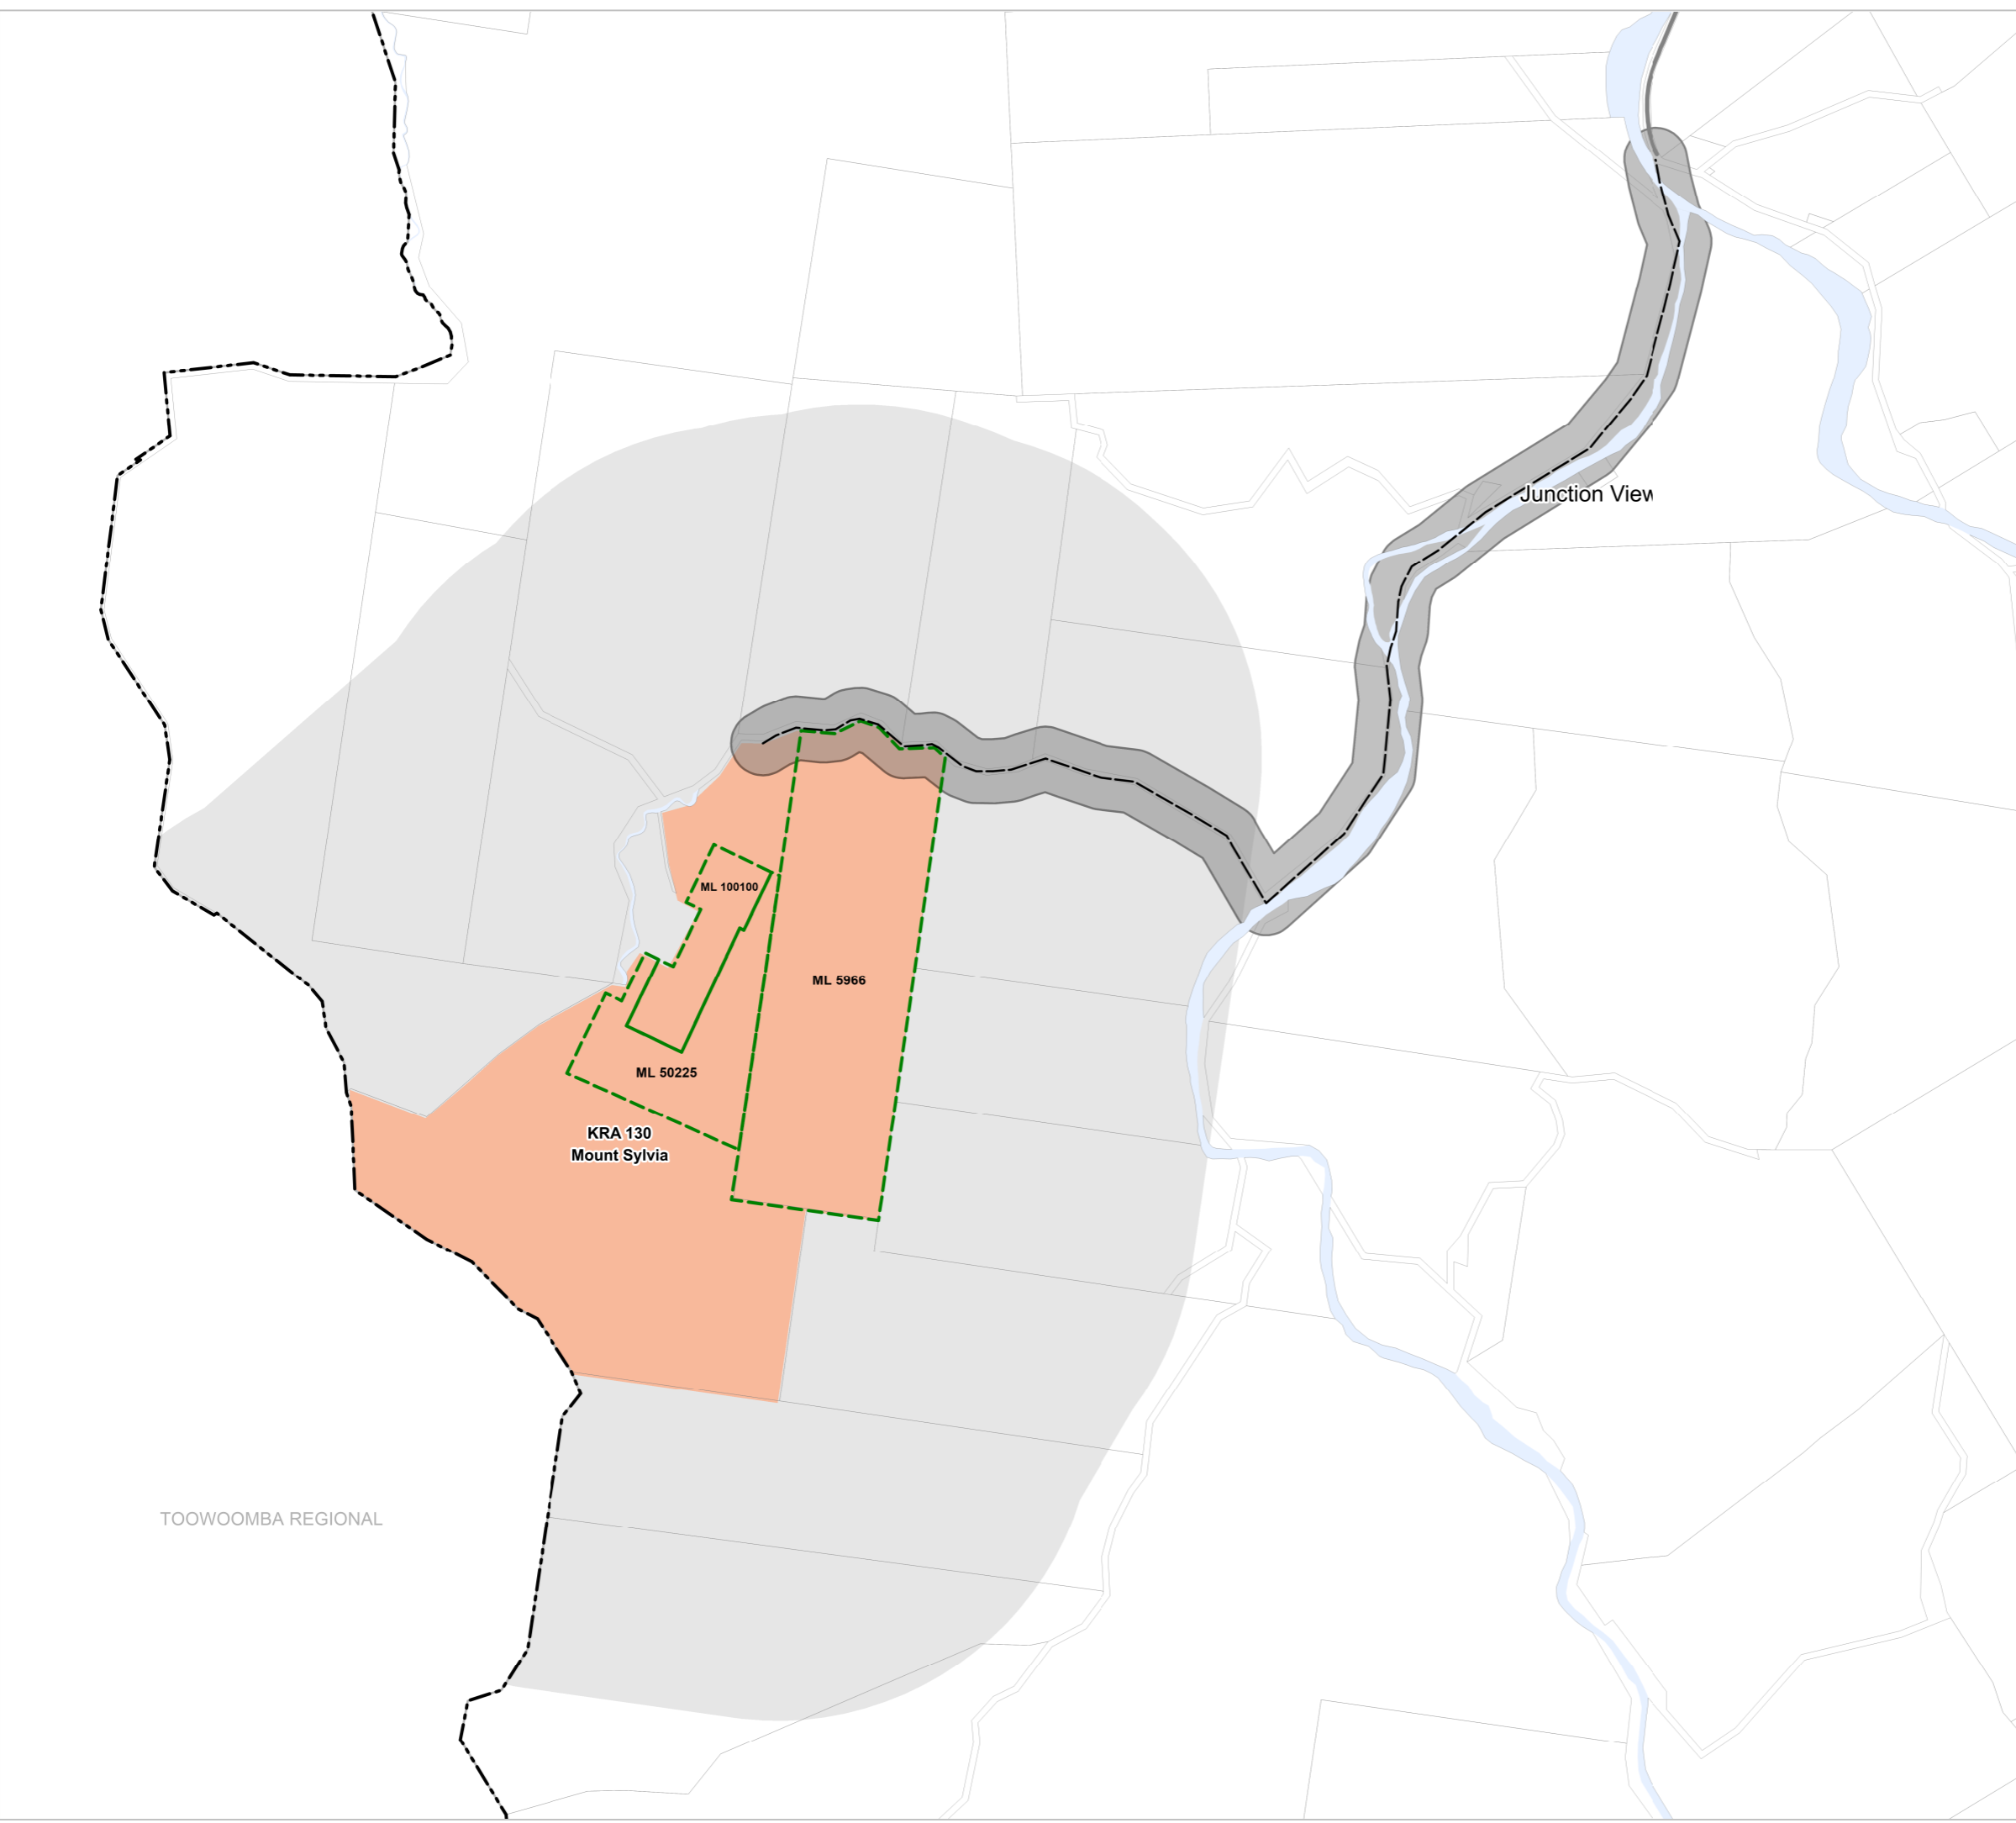 Junction View
ML 100100
ML 5966
ML 50225
KRA 130
Mount Sylvia
TOOWOOMBA REGIONAL